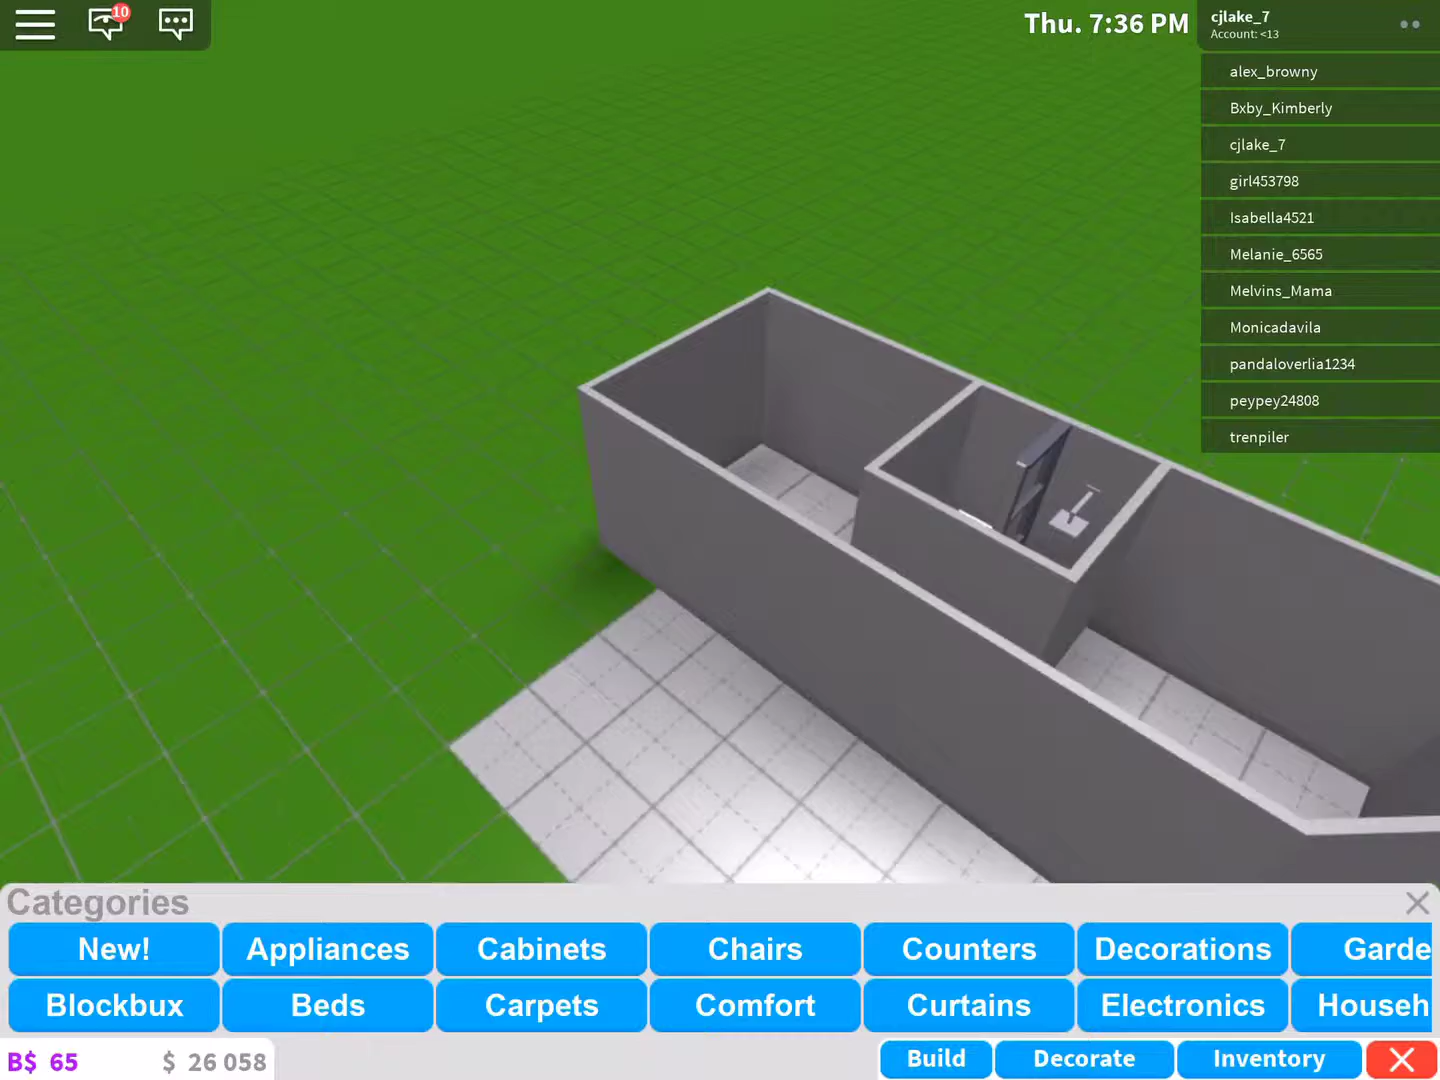 10
Thu. 7:36 PM
cjlake_7
Account: <13
alex_browny
Bxby_Kimberly
cjlake_7
girl453798
Isabella4521
Melanie_6565
Melvins_Mama
Monicadavila
pandaloverlia1234
peypey24808
trenpiler
Categories
New! Appliances Cabinets Chairs Counters Decorations Garde
Blockbux Beds Carpets Comfort Curtains Electronics Househ
B$ 65 $ 26 058 Build Decorate Inventory